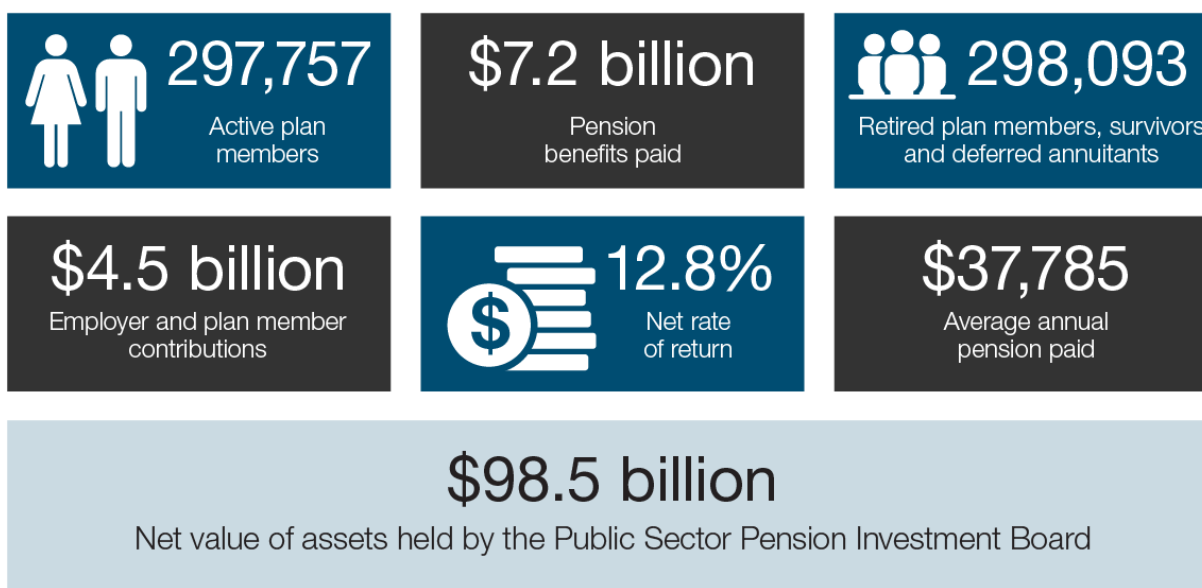 297,757
Active plan
members
$7.2 billion
Pension
benefits paid
298,093
Retired plan members, survivors
and deferred annuitants
$4.5 billion
Employer and plan member
contributions
$
12.8%
Net rate
of return
$37,785
Average annual
pension paid
$98.5 billion
Net value of assets held by the Public Sector Pension Investment Board